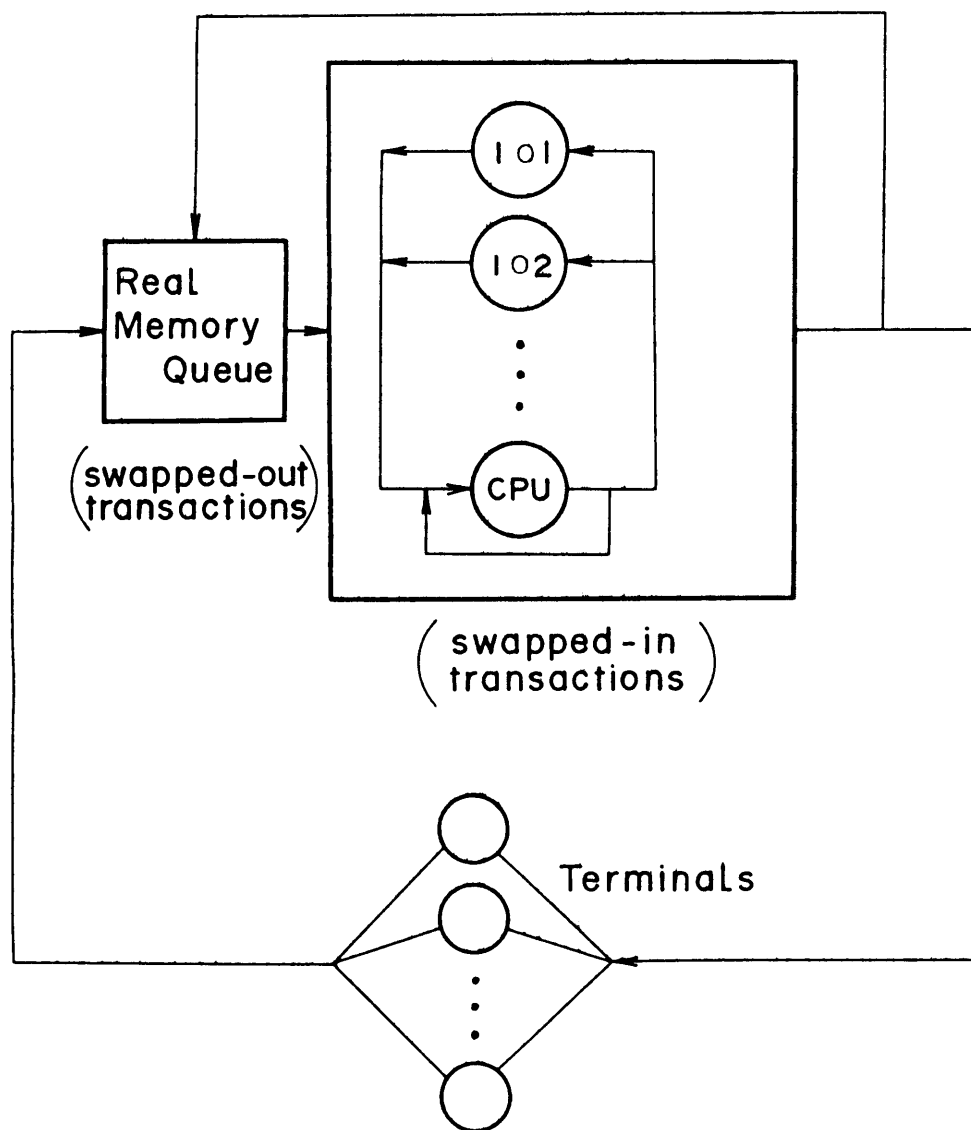 IO1
IO2
Real
Memory
Queue
(swapped-out
transactions)
CPU
(swapped-in
transactions)
Terminals